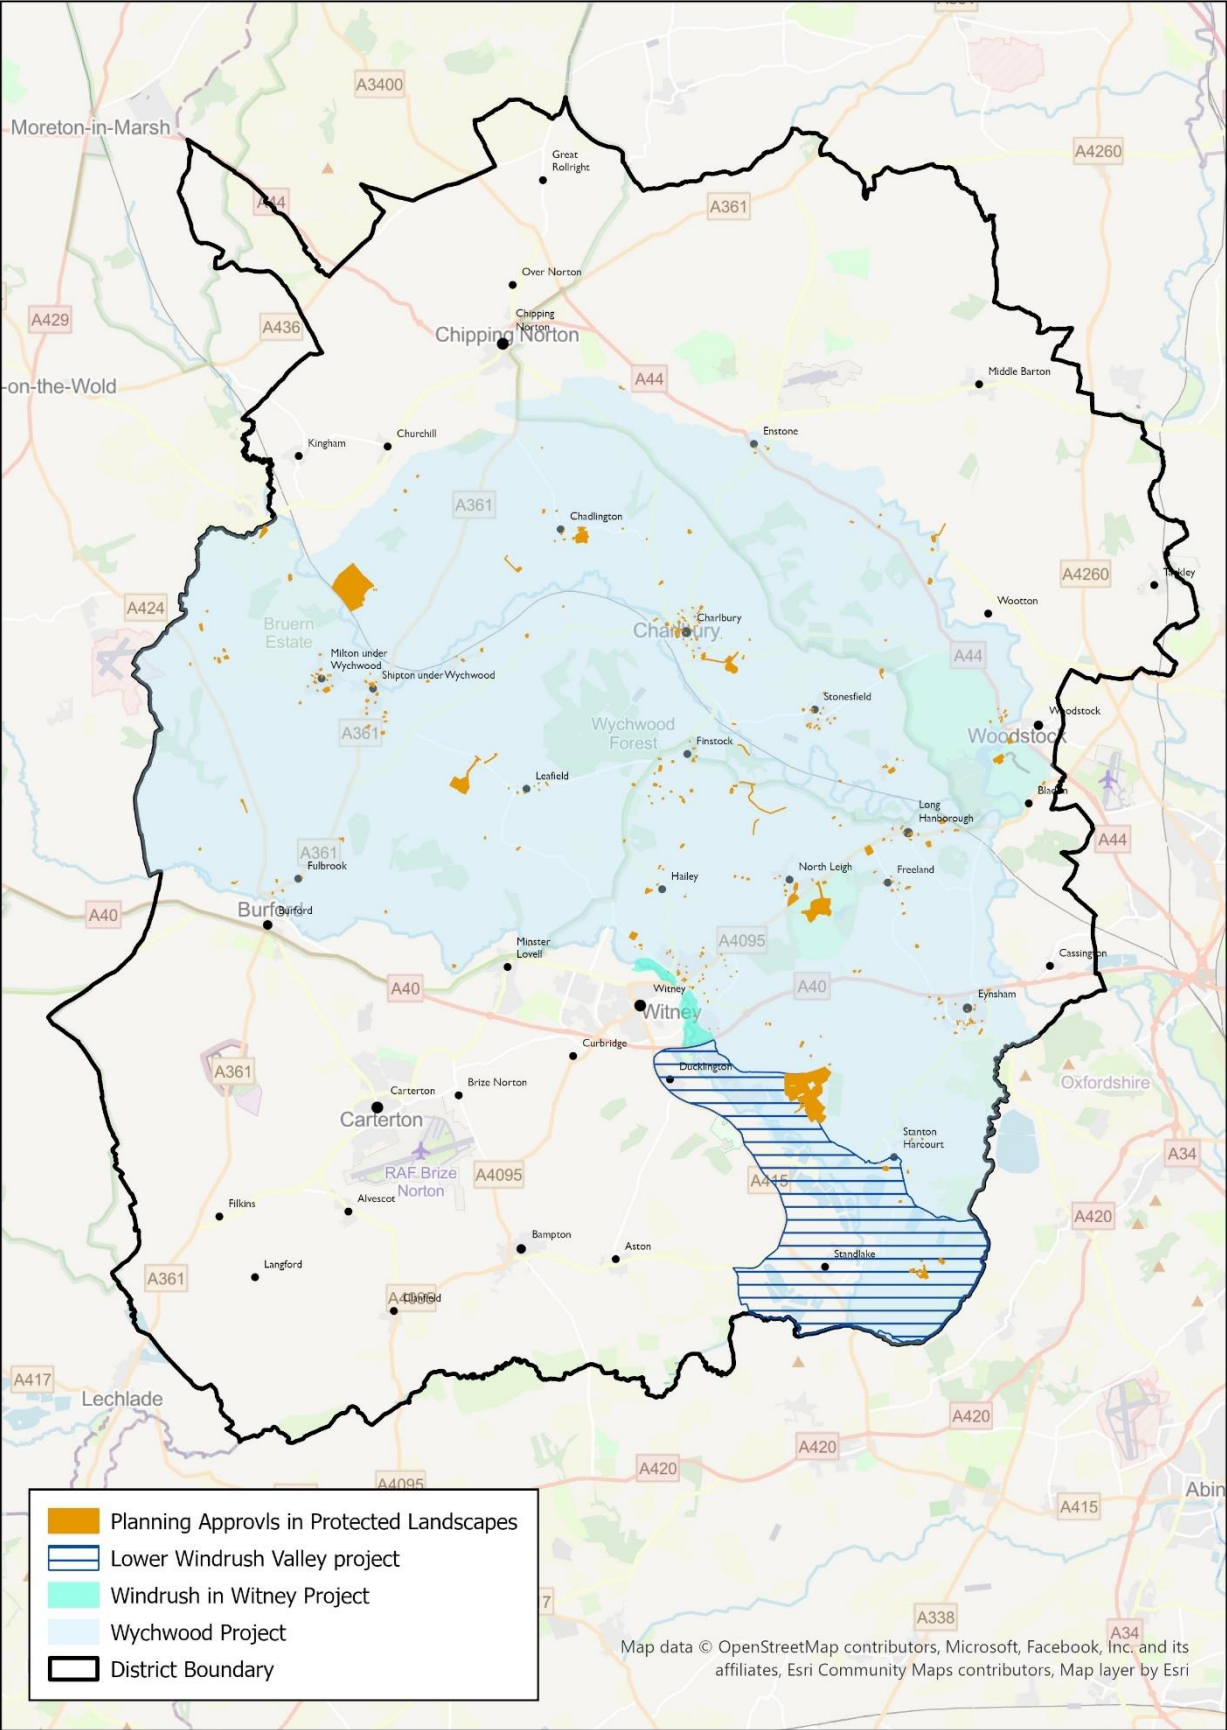 A3400
Moreton-in-Marsh
A4260
Great
Rollright
A44
A361
Over Norton
A429
A436
Chipping
Norton
Chipping Norton
-on-the-Wold
A44
Middle Barton
Enstone
Churchill
Kingham
A361
Chadlington
A4260
Tackley
A424
Wootton
Bruern
Estate
Charlbury
Charlbury
A44
Milton under
Wychwood
Shipton under Wychwood
Stonesfield
Woodstock
Woodstock
A361
Wychwood
Forest
Finstock
Leafield
Bladon
Long
Hanborough
A44
A361
Fulbrook
Hailey
North Leigh
Freeland
A40
Burford
Burford
Minster
Lovell
A4095
Cassington
A40
Witney
Witney
A40
Eynsham
Curbridge
Ducklington
A361
Carterton
Carterton
Brize Norton
Oxfordshire
Stanton
Harcourt
A34
RAF Brize
Norton
A4095
A415
Filkins
Alvescot
A420
Bampton
Aston
Standlake
A361
Langford
A4095
Clanfield
A417
Lechlade
A420
A420
A420
A4095
A415
Abin
7
A338
A34
Planning Approvls in Protected Landscapes
Lower Windrush Valley project
Windrush in Witney Project
Wychwood Project
District Boundary
Map data © OpenStreetMap contributors, Microsoft, Facebook, Inc. and its
affiliates, Esri Community Maps contributors, Map layer by Esri